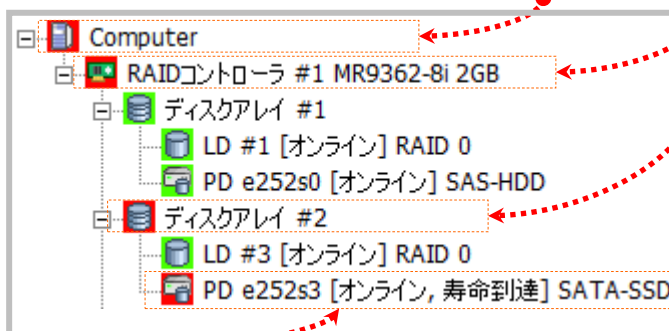 Computer
RAIDコントローラ #1 MR9362-8i 2GB
ディスクアレイ #1
LD #1 [オンライン] RAID 0
PD e252s0 [オンライン] SAS-HDD
ディスクアレイ #2
LD #3 [オンライン] RAID 0
PD e252s3 [オンライン, 寿命到達] SATA-SSD